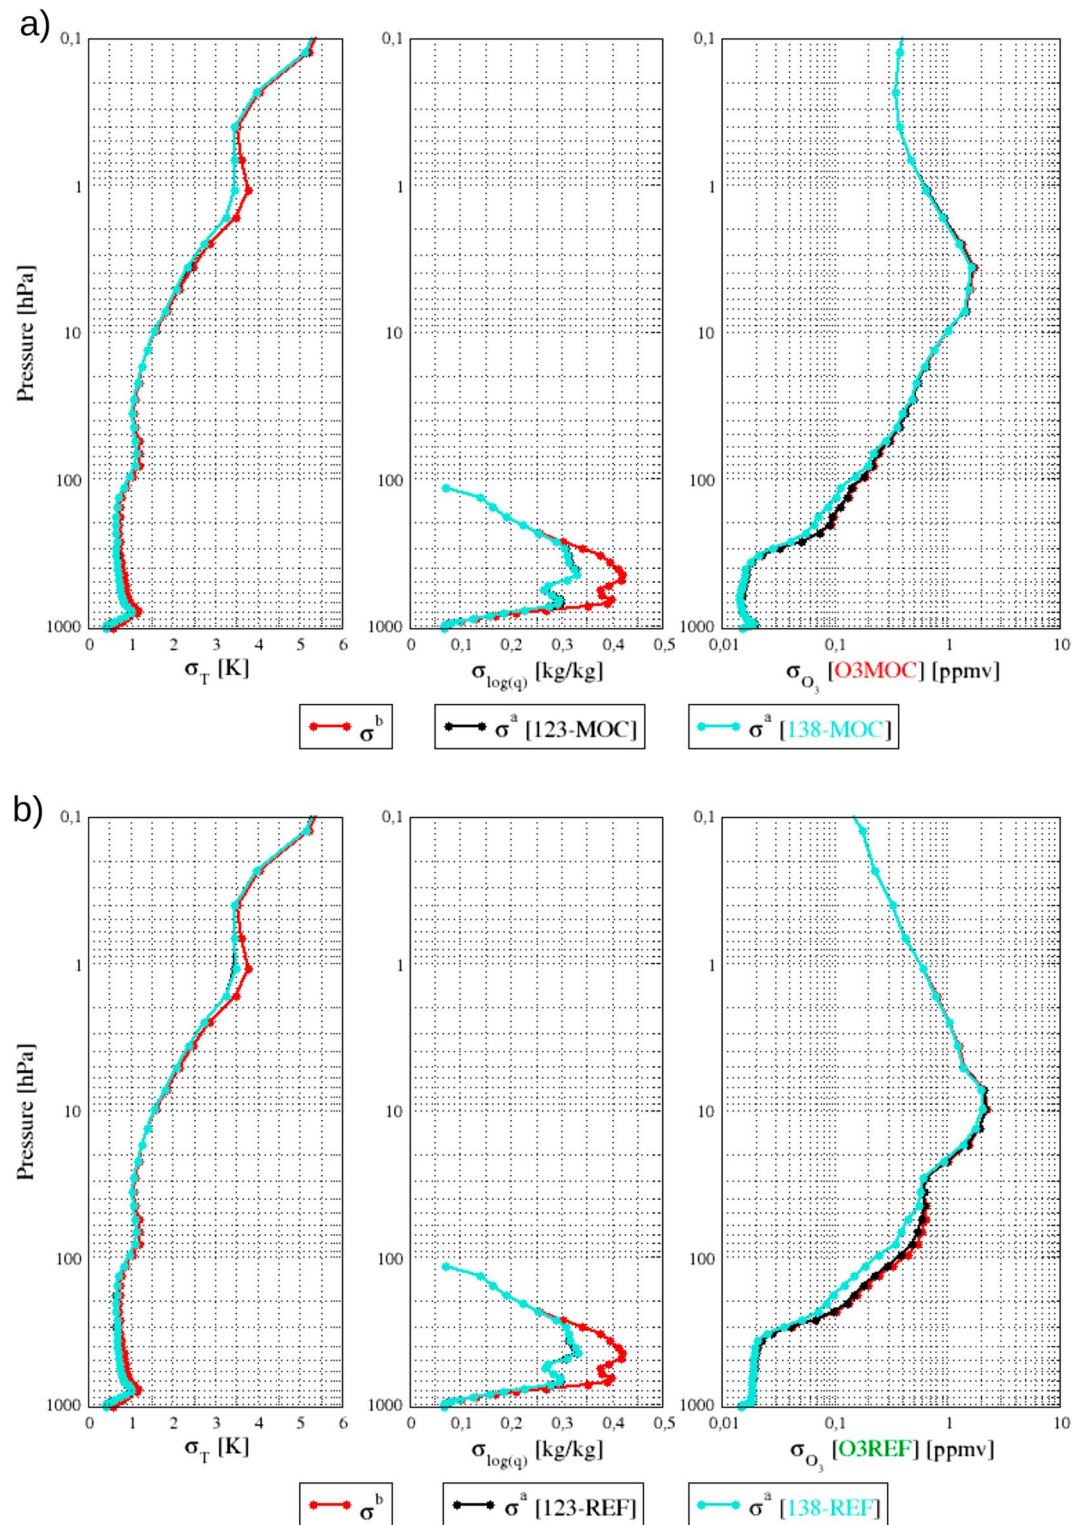 a)
0,1
1
10
100
1000
Pressure [hPa]
0 1 2 3 4 5 6
σT [K]
0 0,1 0,2 0,3 0,4 0,5
σlog(q) [kg/kg]
0,1
1
10
100
1000
0,01 0,1 1 10
σO3 [O3MOC] [ppmv]
0,1
1
10
100
1000
σb
σa [123-MOC]
σa [138-MOC]
b)
0,1
1
10
100
1000
Pressure [hPa]
0 1 2 3 4 5 6
σT [K]
0 0,1 0,2 0,3 0,4 0,5
σlog(q) [kg/kg]
0,1
1
10
100
1000
0,01 0,1 1 10
σO3 [O3REF] [ppmv]
0,1
1
10
100
1000
σb
σa [123-REF]
σa [138-REF]